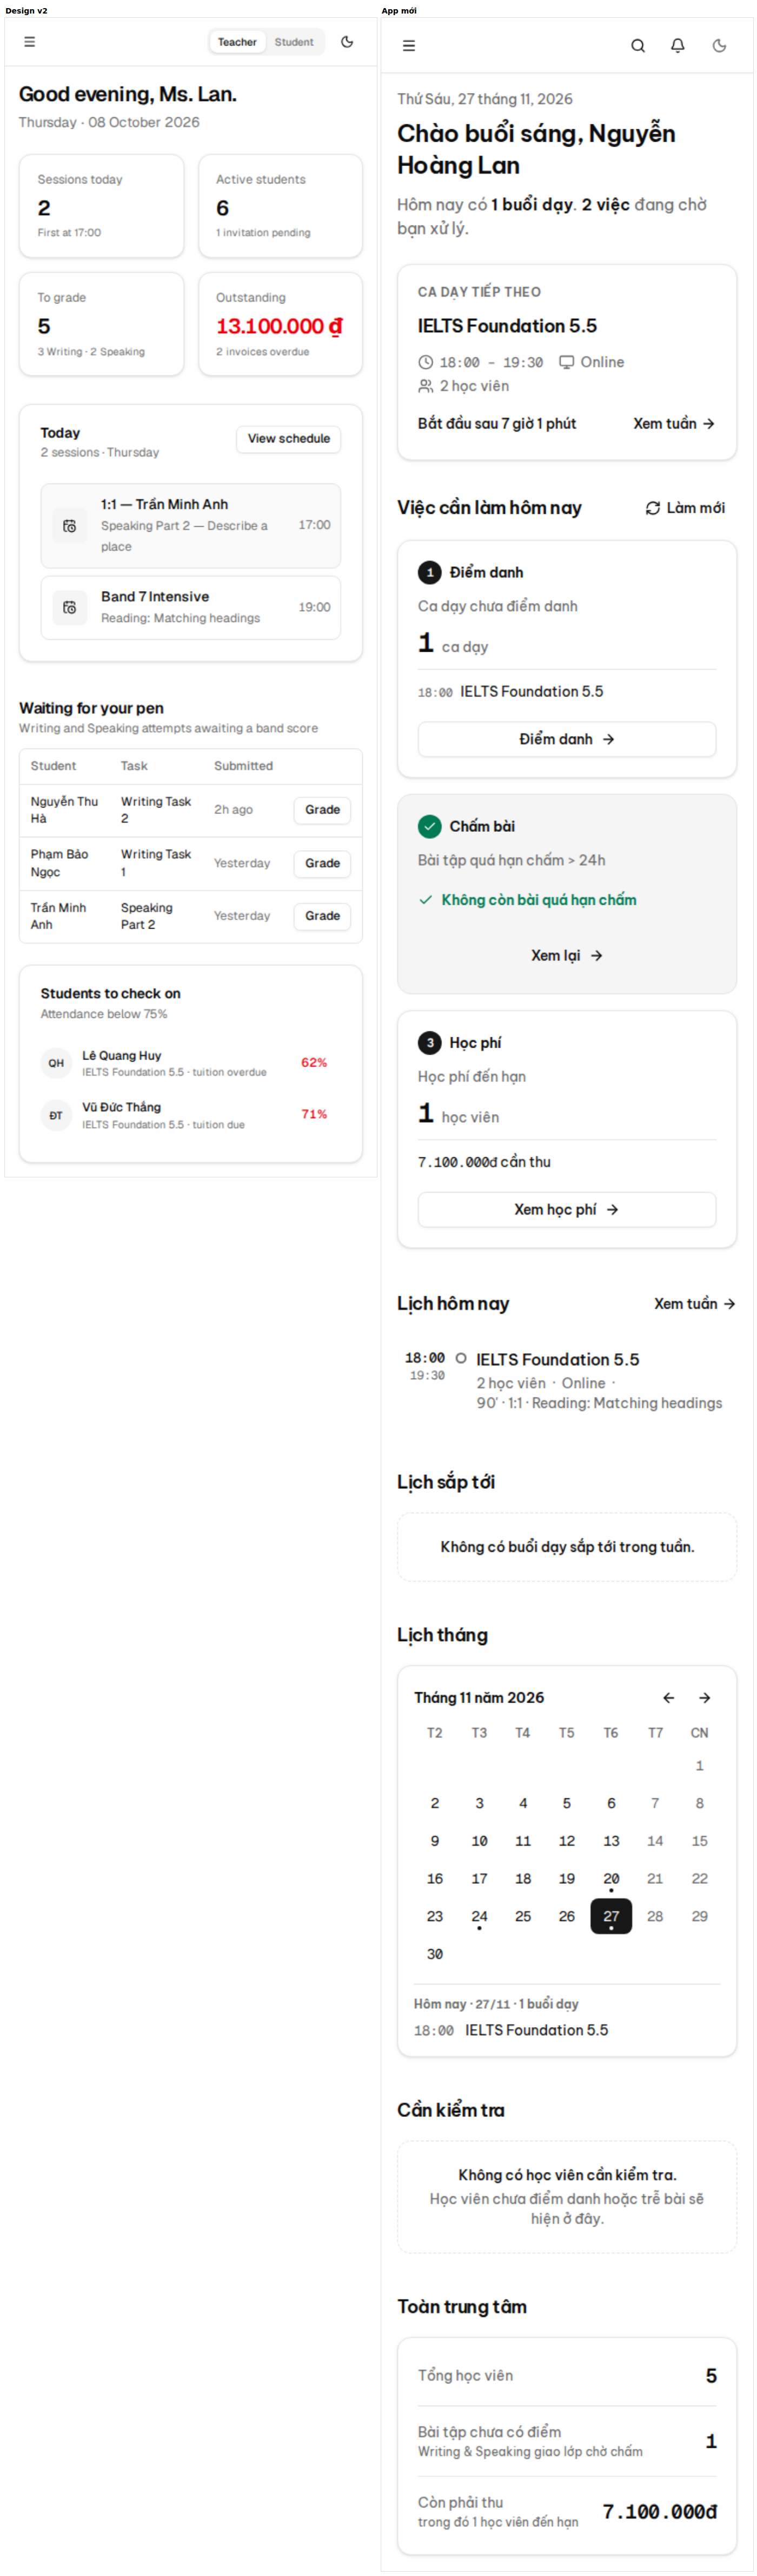 Design v2
Teacher
Student
Good evening, Ms. Lan.
Thursday · 08 October 2026
Sessions today
2
First at 17:00
Active students
6
1 invitation pending
To grade
5
3 Writing · 2 Speaking
Outstanding
13.100.000 ₫
2 invoices overdue
Today
2 sessions · Thursday
View schedule
1:1 — Trần Minh Anh
Speaking Part 2 — Describe a
place
17:00
Band 7 Intensive
Reading: Matching headings
19:00
Waiting for your pen
Writing and Speaking attempts awaiting a band score
Student Task Submitted
Nguyễn Thu
Hà
Writing Task
2
2h ago
Grade
Phạm Bảo
Ngọc
Writing Task
1
Yesterday
Grade
Trần Minh
Anh
Speaking
Part 2
Yesterday
Grade
Students to check on
Attendance below 75%
QH
Lê Quang Huy
IELTS Foundation 5.5 · tuition overdue
62%
ĐT
Vũ Đức Thắng
IELTS Foundation 5.5 · tuition due
71%
App mới
Thứ Sáu, 27 tháng 11, 2026
Chào buổi sáng, Nguyễn
Hoàng Lan
Hôm nay có 1 buổi dạy. 2 việc đang chờ
bạn xử lý.
CA DẠY TIẾP THEO
IELTS Foundation 5.5
18:00 – 19:30 Online
2 học viên
Bắt đầu sau 7 giờ 1 phút
Xem tuần →
Việc cần làm hôm nay
Làm mới
1 Điểm danh
Ca dạy chưa điểm danh
1 ca dạy
18:00 IELTS Foundation 5.5
Điểm danh →
Chấm bài
Bài tập quá hạn chấm > 24h
✓ Không còn bài quá hạn chấm
Xem lại →
3 Học phí
Học phí đến hạn
1 học viên
7.100.000đ cần thu
Xem học phí →
Lịch hôm nay
Xem tuần →
18:00
19:30
IELTS Foundation 5.5
2 học viên · Online ·
90' · 1:1 · Reading: Matching headings
Lịch sắp tới
Không có buổi dạy sắp tới trong tuần.
Lịch tháng
Tháng 11 năm 2026
← →
T2 T3 T4 T5 T6 T7 CN
1
2 3 4 5 6 7 8
9 10 11 12 13 14 15
16 17 18 19 20 21 22
23 24 25 26 27 28 29
30
Hôm nay · 27/11 · 1 buổi dạy
18:00 IELTS Foundation 5.5
Cần kiểm tra
Không có học viên cần kiểm tra.
Học viên chưa điểm danh hoặc trễ bài sẽ
hiện ở đây.
Toàn trung tâm
Tổng học viên
5
Bài tập chưa có điểm
Writing & Speaking giao lớp chờ chấm
1
Còn phải thu
trong đó 1 học viên đến hạn
7.100.000đ